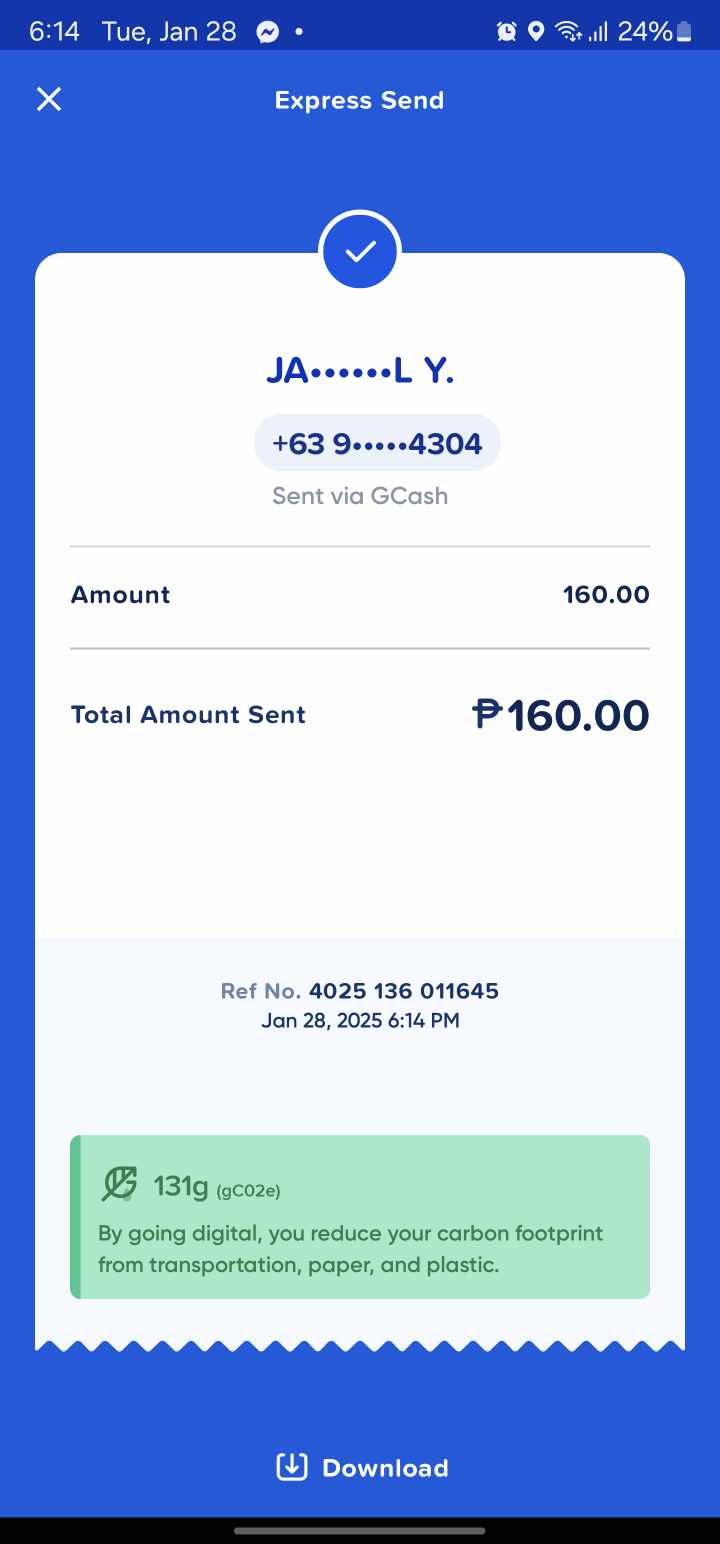 6:14 Tue, Jan 28 24%
Express Send
JA••••••L Y.
+63 9•••••4304
Sent via GCash
Amount 160.00
Total Amount Sent ₱160.00
Ref No. 4025 136 011645
Jan 28, 2025 6:14 PM
131g (gC02e)
By going digital, you reduce your carbon footprint
from transportation, paper, and plastic.
Download